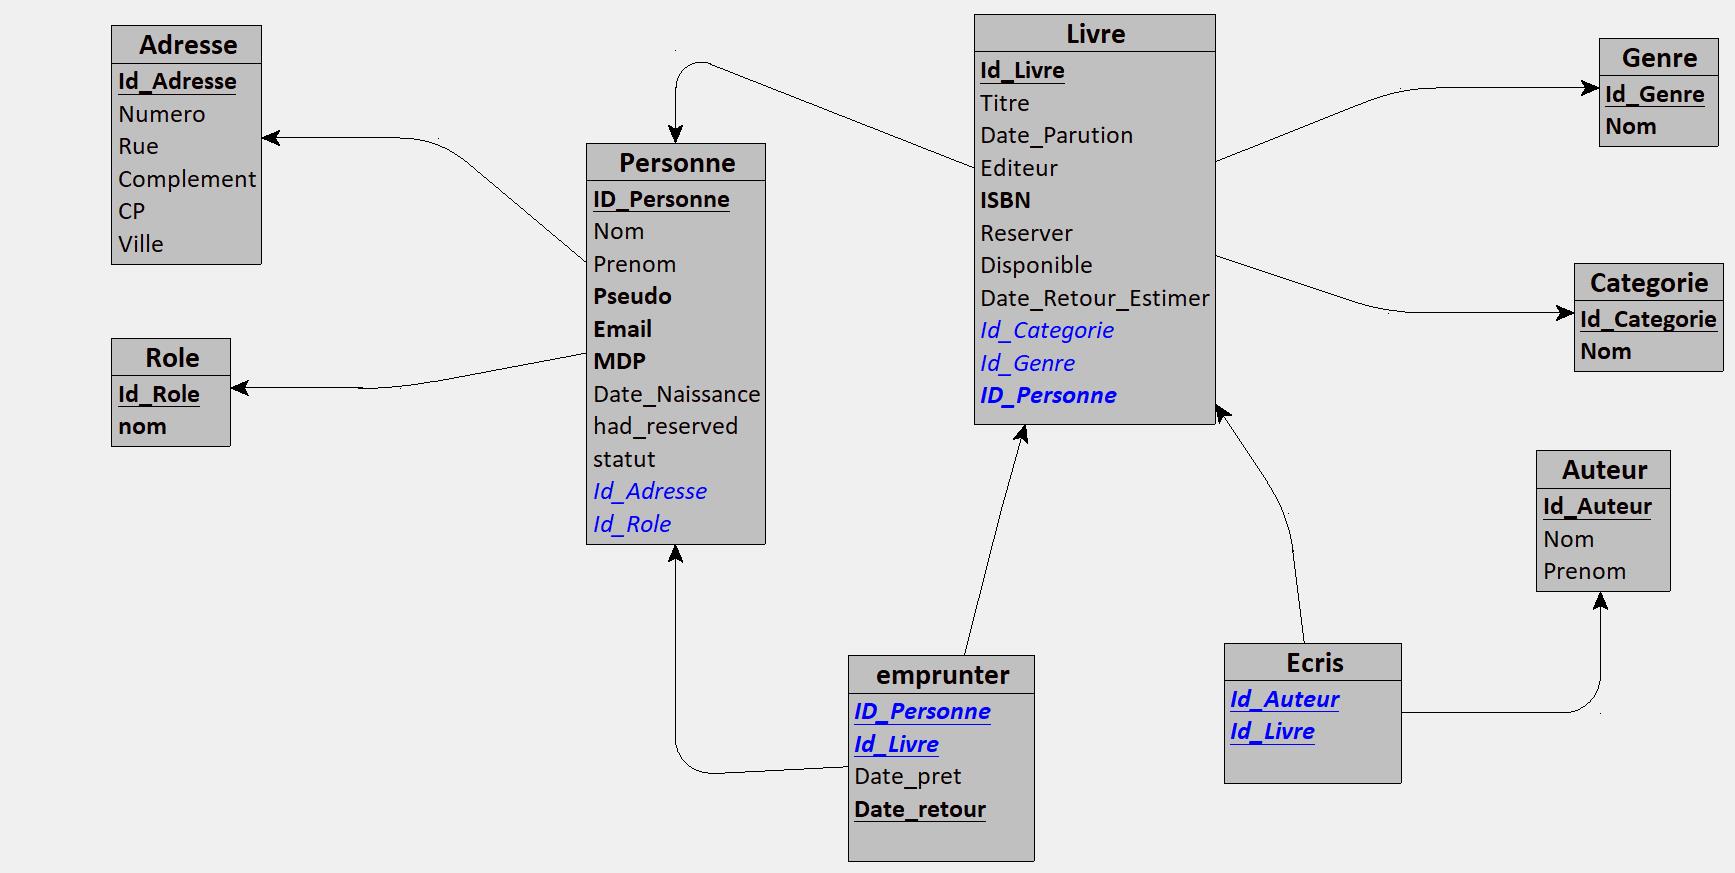 Adresse
Id_Adresse
Numero
Rue
Complement
CP
Ville
Role
Id_Role
nom
Personne
ID_Personne
Nom
Prenom
Pseudo
Email
MDP
Date_Naissance
had_reserved
statut
Id_Adresse
Id_Role
Livre
Id_Livre
Titre
Date_Parution
Editeur
ISBN
Reserver
Disponible
Date_Retour_Estimer
Id_Categorie
Id_Genre
ID_Personne
Genre
Id_Genre
Nom
Categorie
Id_Categorie
Nom
Auteur
Id_Auteur
Nom
Prenom
emprunter
ID_Personne
Id_Livre
Date_pret
Date_retour
Ecris
Id_Auteur
Id_Livre